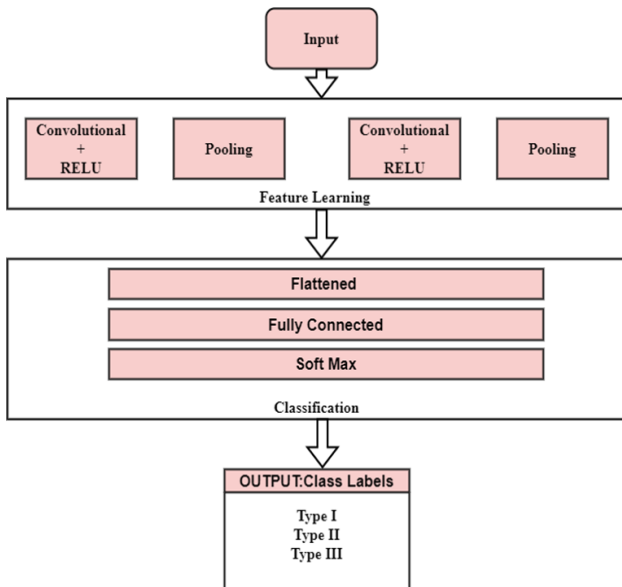 Input
Convolutional
+
RELU
Pooling
Convolutional
+
RELU
Pooling
Feature Learning
Flattened
Fully Connected
Soft Max
Classification
OUTPUT:Class Labels
Type I
Type II
Type III